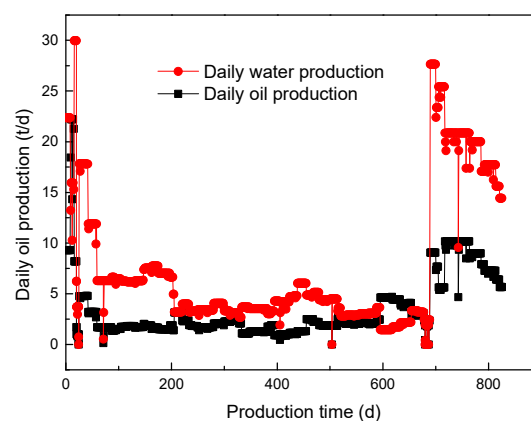 30
25
20
15
10
5
0
Daily oil production (t/d)
Daily water production
Daily oil production
0 200 400 600 800
Production time (d)